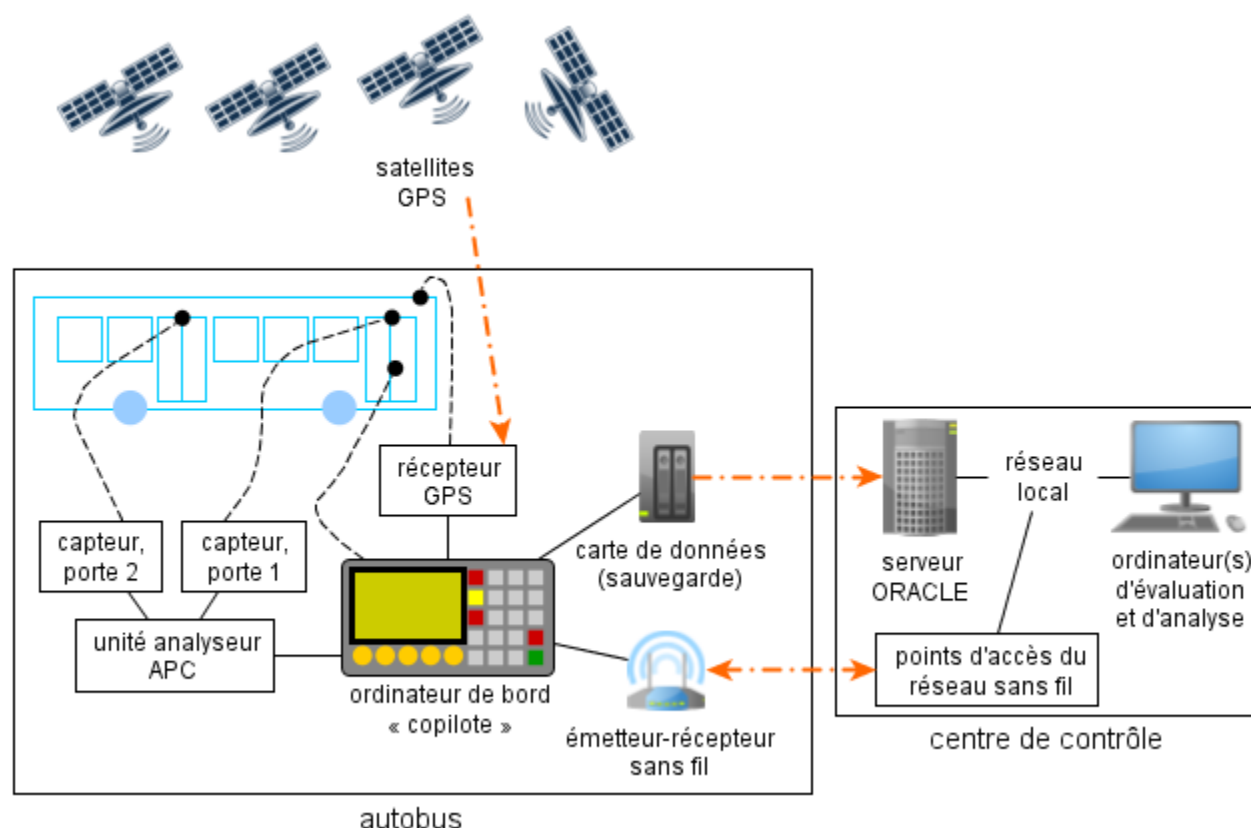 satellites
GPS
récepteur
GPS
capteur,
porte 2
capteur,
porte 1
unité analyseur
APC
ordinateur de bord
« copilote »
carte de données
(sauvegarde)
émetteur-récepteur
sans fil
autobus
serveur
ORACLE
réseau
local
ordinateur(s)
d'évaluation
et d'analyse
points d'accès du
réseau sans fil
centre de contrôle